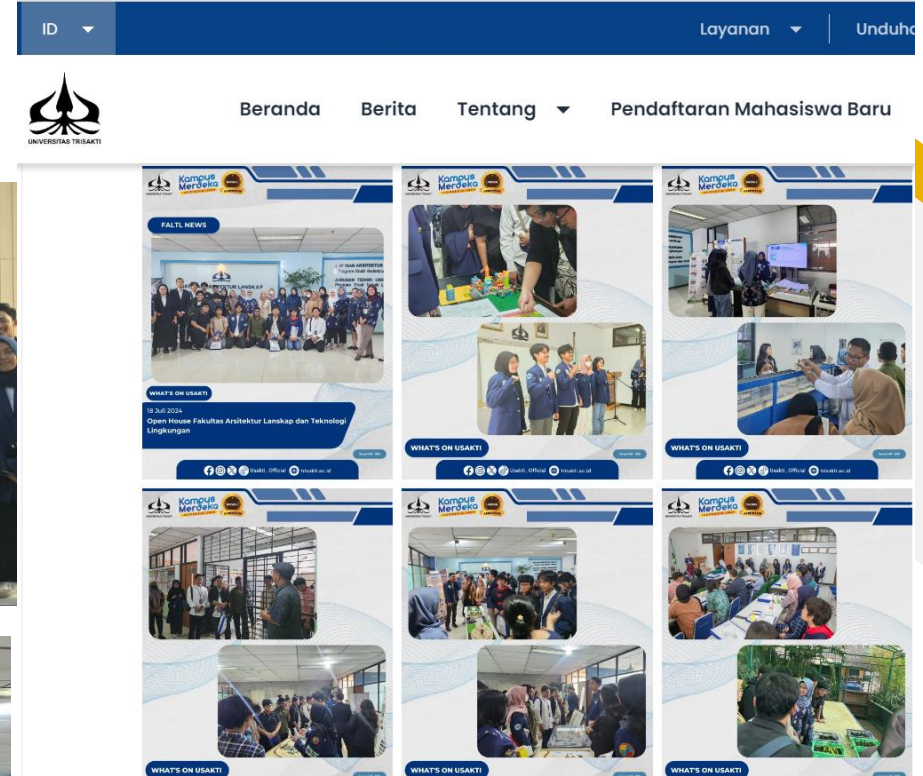 ID
Layanan
Unduha
UNIVERSITAS TRISAKTI
Beranda Berita Tentang Pendaftaran Mahasiswa Baru
Kampus Merdeka
Kampus Merdeka
Kampus Merdeka
FALTL NEWS
ARSITEKTUR LANSKAP
WHAT'S ON USAKTI
18 Juli 2024
Open House Fakultas Arsitektur Lanskap dan Teknologi
Lingkungan
WHAT'S ON USAKTI
WHAT'S ON USAKTI
Usakti_Official trisakti.ac.id
Usakti_Official trisakti.ac.id
Usakti_Official trisakti.ac.id
Kampus Merdeka
Kampus Merdeka
Kampus Merdeka
WHAT'S ON USAKTI
WHAT'S ON USAKTI
WHAT'S ON USAKTI